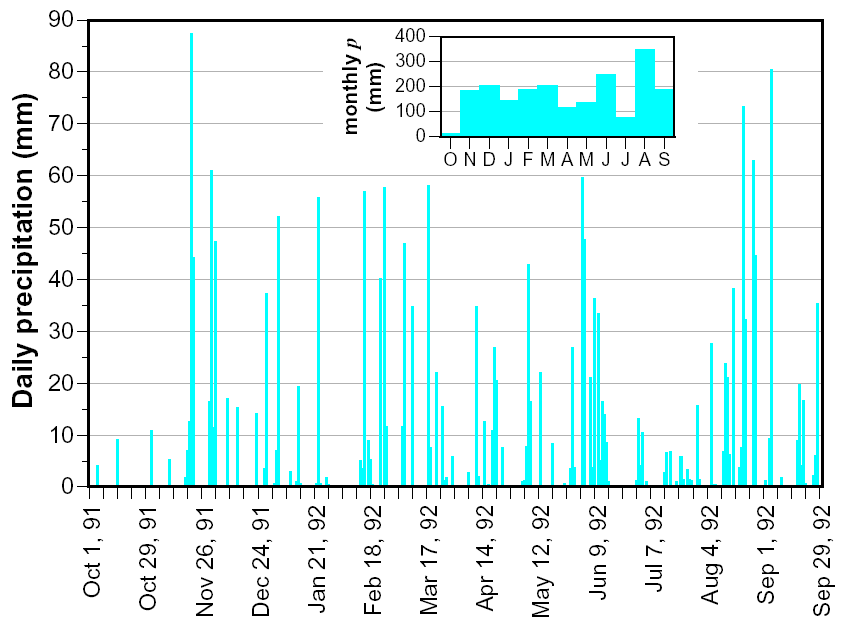 Daily precipitation (mm)
90
80
70
60
50
40
30
20
10
0
monthly p
(mm)
400
300
200
100
0
O N D J F M A M J J A S
Oct 1, 91
Oct 29, 91
Nov 26, 91
Dec 24, 91
Jan 21, 92
Feb 18, 92
Mar 17, 92
Apr 14, 92
May 12, 92
Jun 9, 92
Jul 7, 92
Aug 4, 92
Sep 1, 92
Sep 29, 92